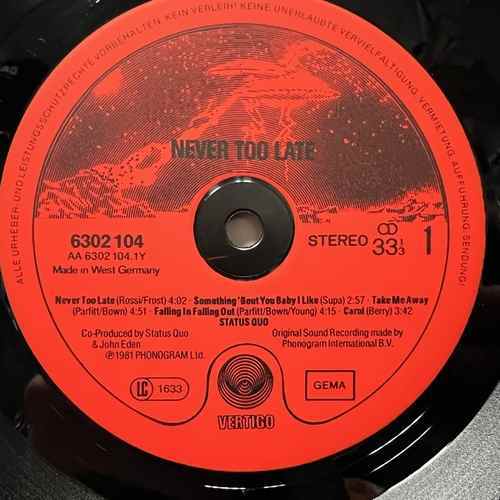 ALLE URHEBER- UND LEISTUNGSSCHUTZRECHTE VORBEHALTEN. KEIN VERLEIH! KEINE UNERLAUBTE VERVIELFÄLTIGUNG, VERMIETUNG, AUFFÜHRUNG, SENDUNG!
NEVER TOO LATE
6302 104
AA 6302 104.1Y
Made in West Germany
STEREO 33 1/3 1
Never Too Late (Rossi/Frost) 4:02 · Something 'Bout You Baby I Like (Supa) 2:57 · Take Me Away
(Parfitt/Bown) 4:51 · Falling In Falling Out (Parfitt/Bown/Young) 4:15 · Carol (Berry) 3:42
STATUS QUO
Co-Produced by Status Quo
& John Eden
℗1981 PHONOGRAM Ltd.
Original Sound Recording made by
Phonogram International B.V.
LC 1633
GEMA
VERTIGO